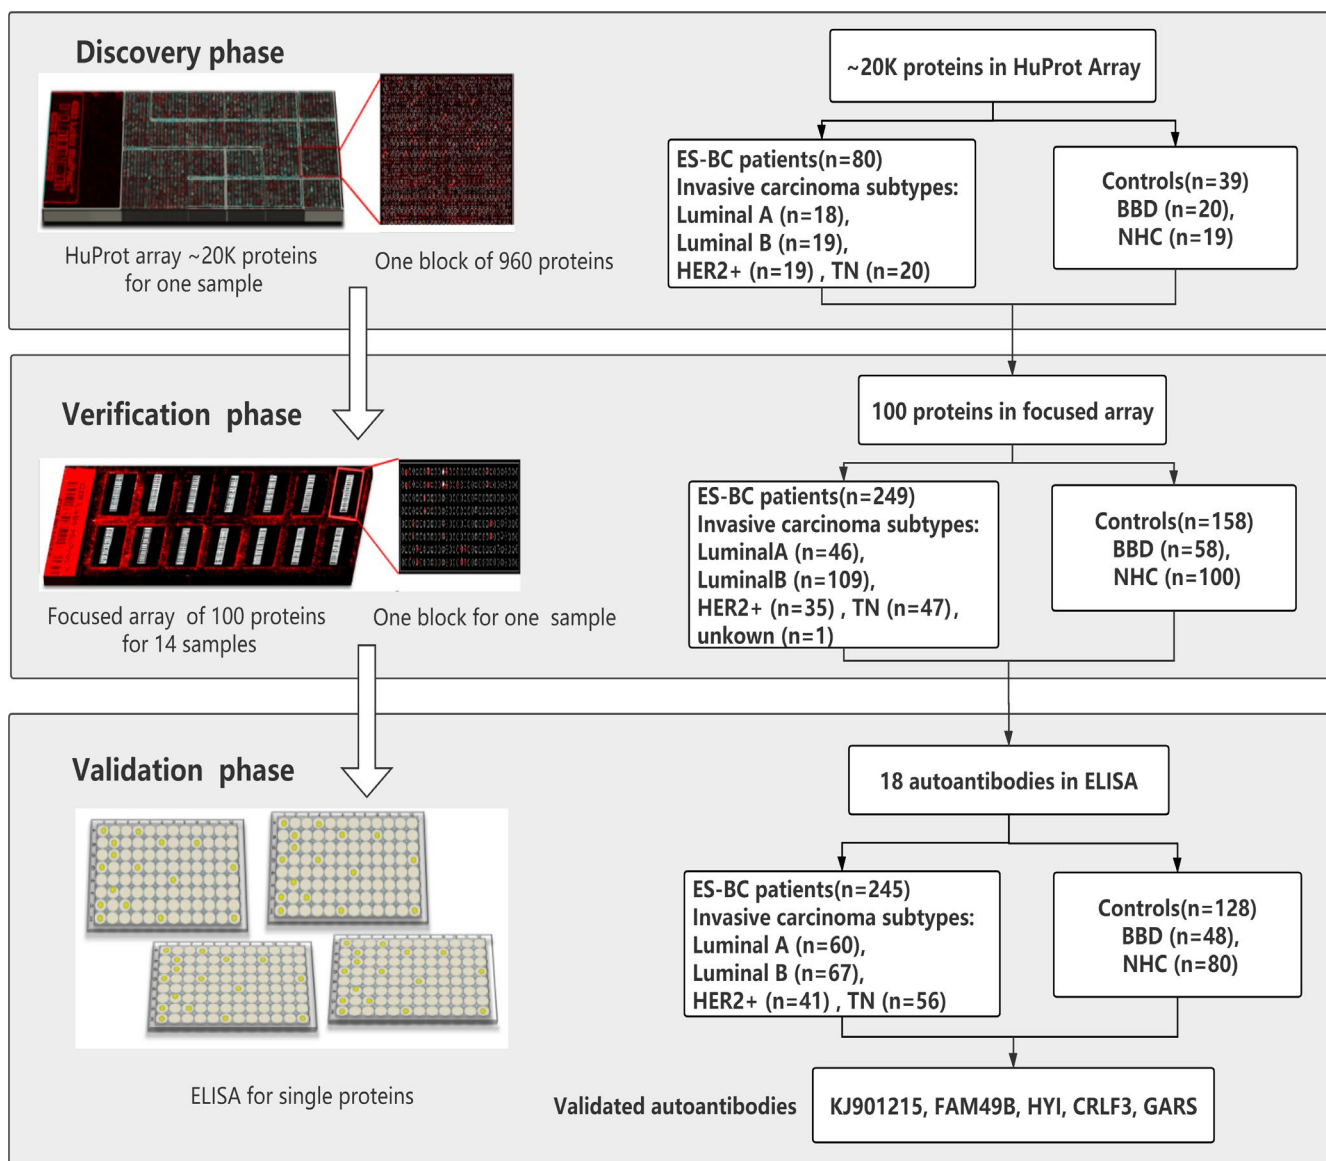 Discovery phase
~20K proteins in HuProt Array
ES-BC patients(n=80)
Invasive carcinoma subtypes:
Luminal A (n=18),
Luminal B (n=19),
HER2+ (n=19) , TN (n=20)
Controls(n=39)
BBD (n=20),
NHC (n=19)
HuProt array ~20K proteins
for one sample
One block of 960 proteins
Verification phase
100 proteins in focused array
ES-BC patients(n=249)
Invasive carcinoma subtypes:
LuminalA (n=46),
LuminalB (n=109),
HER2+ (n=35) , TN (n=47),
unkown (n=1)
Controls(n=158)
BBD (n=58),
NHC (n=100)
Focused array of 100 proteins
for 14 samples
One block for one sample
Validation phase
18 autoantibodies in ELISA
ES-BC patients(n=245)
Invasive carcinoma subtypes:
Luminal A (n=60),
Luminal B (n=67),
HER2+ (n=41) , TN (n=56)
Controls(n=128)
BBD (n=48),
NHC (n=80)
ELISA for single proteins
Validated autoantibodies
KJ901215, FAM49B, HYI, CRLF3, GARS